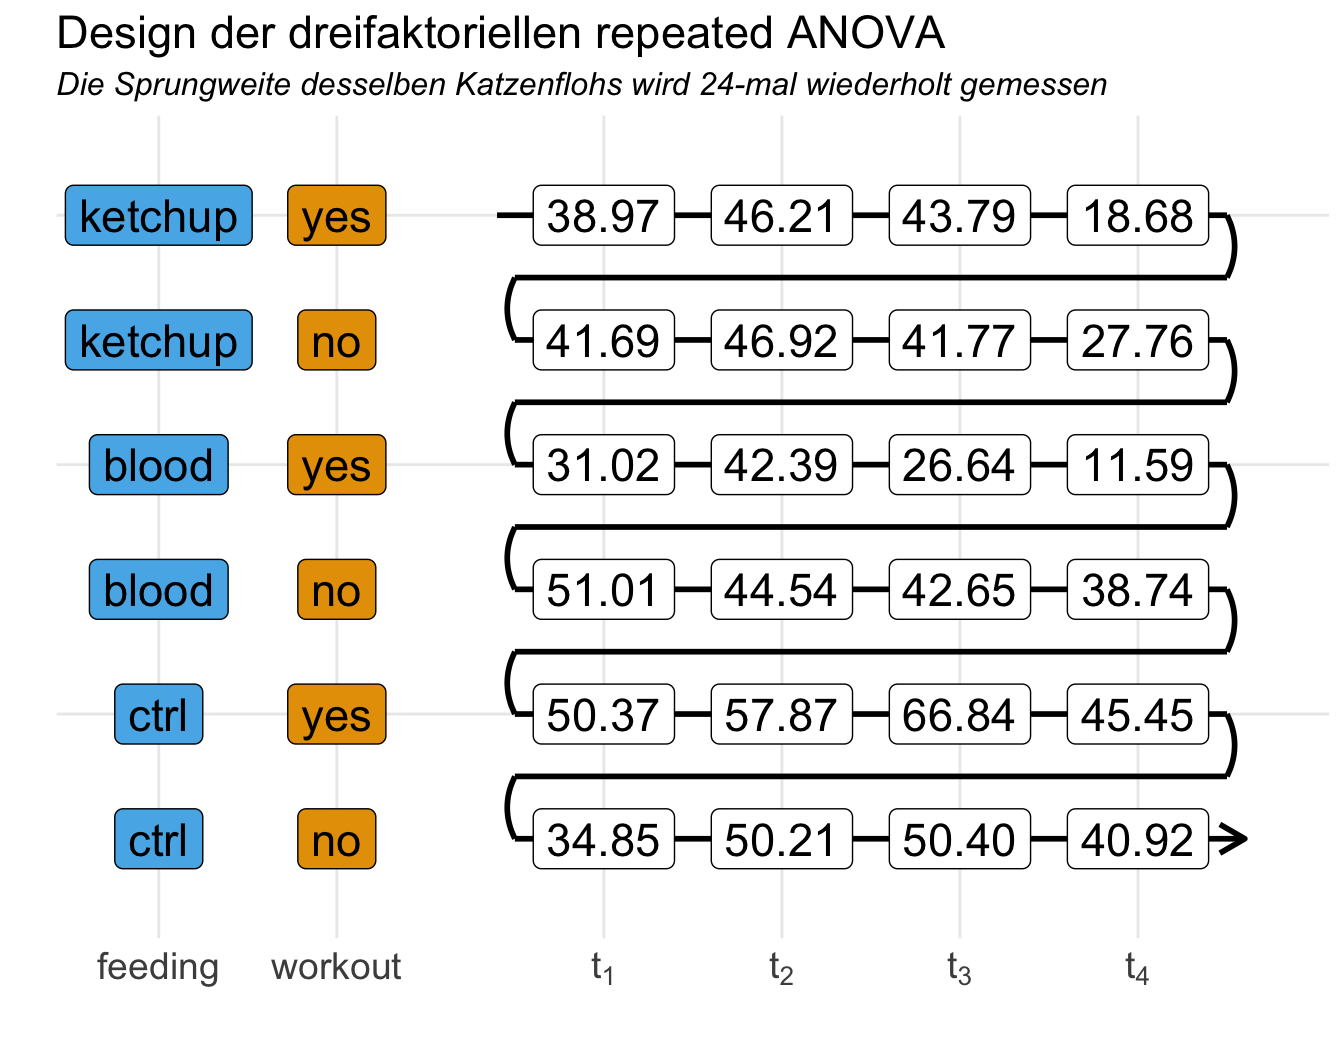 Design der dreifaktoriellen repeated ANOVA
Die Sprungweite desselben Katzenflohs wird 24-mal wiederholt gemessen
ketchup yes 38.97 46.21 43.79 18.68
ketchup no 41.69 46.92 41.77 27.76
blood yes 31.02 42.39 26.64 11.59
blood no 51.01 44.54 42.65 38.74
ctrl yes 50.37 57.87 66.84 45.45
ctrl no 34.85 50.21 50.40 40.92
feeding workout t₁ t₂ t₃ t₄